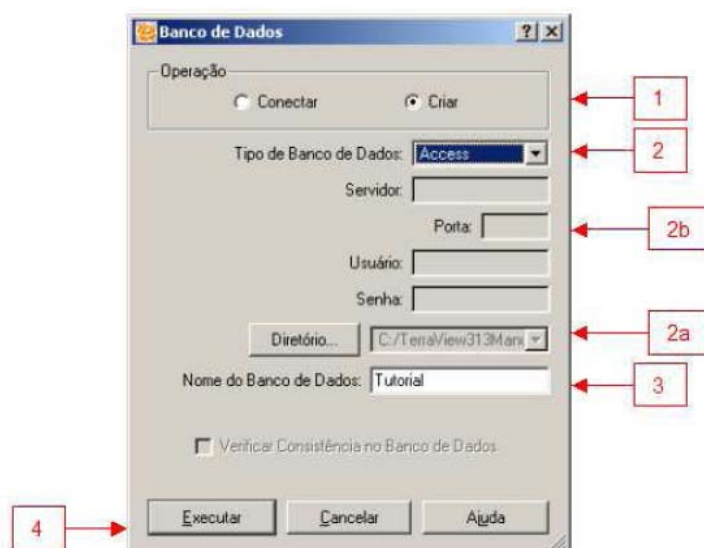 Banco de Dados
Operação
Conectar Criar 1
Tipo de Banco de Dados: Access 2
Servidor:
Porta: 2b
Usuário:
Senha:
Diretório... C:/TerraView313Manu 2a
Nome do Banco de Dados: Tutorial 3
Verificar Consistência no Banco de Dados
4 Executar Cancelar Ajuda